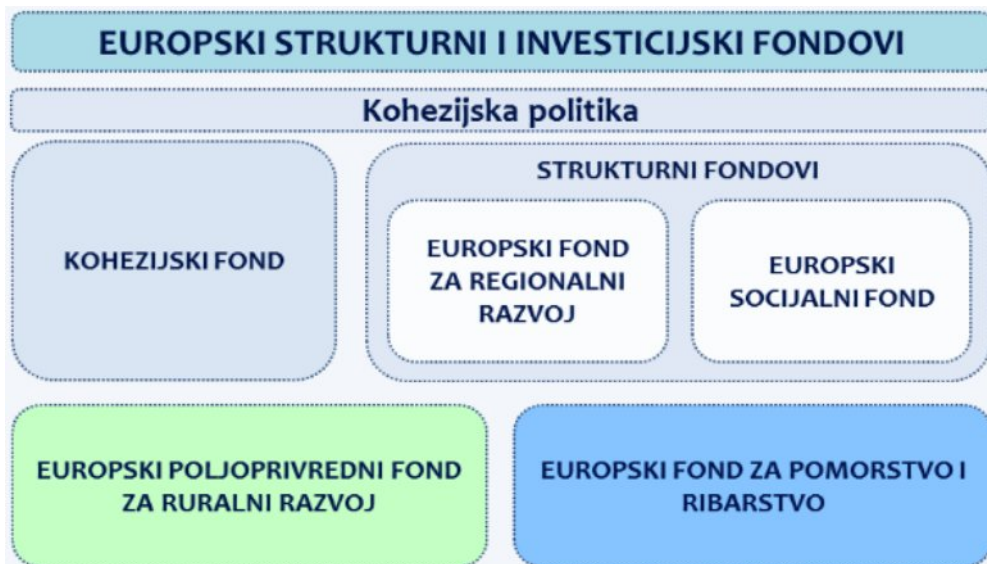 EUROPSKI STRUKTURNI I INVESTICIJSKI FONDOVI
Kohezijska politika
KOHEZIJSKI FOND
STRUKTURNI FONDOVI
EUROPSKI FOND
ZA REGIONALNI
RAZVOJ
EUROPSKI
SOCIJALNI FOND
EUROPSKI POLJOPRIVREDNI FOND
ZA RURALNI RAZVOJ
EUROPSKI FOND ZA POMORSTVO I
RIBARSTVO